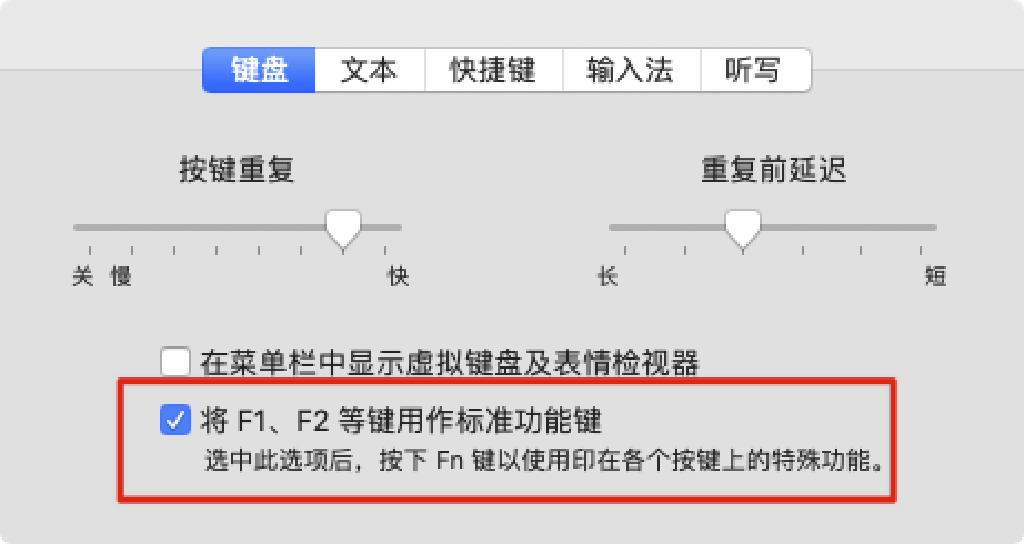 键盘 文本 快捷键 输入法 听写
按键重复 重复前延迟
关 慢 快 长 短
在菜单栏中显示虚拟键盘及表情检视器
将 F1、F2 等键用作标准功能键
选中此选项后，按下 Fn 键以使用印在各个按键上的特殊功能。